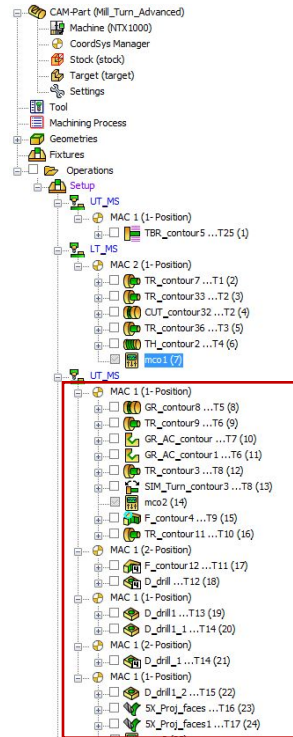 CAM-Part (Mill_Turn_Advanced)
Machine (NTX1000)
CoordSys Manager
Stock (stock)
Target (target)
Settings
Tool
Machining Process
Geometries
Fixtures
Operations
Setup
UT_MS
MAC 1 (1- Position)
TBR_contour5 ...T25 (1)
LT_MS
MAC 2 (1- Position)
TR_contour7 ...T1 (2)
TR_contour33 ...T2 (3)
CUT_contour32 ...T2 (4)
TR_contour36 ...T3 (5)
TH_contour2 ...T4 (6)
mco1 (7)
UT_MS
MAC 1 (1- Position)
GR_contour8 ...T5 (8)
TR_contour9 ...T6 (9)
GR_AC_contour ...T7 (10)
GR_AC_contour1 ...T6 (11)
TR_contour3 ...T8 (12)
SIM_Turn_contour3 ...T8 (13)
mco2 (14)
F_contour4 ...T9 (15)
TR_contour11 ...T10 (16)
MAC 1 (2- Position)
F_contour12 ...T11 (17)
D_drill ...T12 (18)
MAC 1 (1- Position)
D_drill1 ...T13 (19)
D_drill1_1 ...T14 (20)
MAC 1 (2- Position)
D_drill_1 ...T14 (21)
MAC 1 (1- Position)
D_drill1_2 ...T15 (22)
5X_Proj_faces ...T16 (23)
5X_Proj_faces1 ...T17 (24)